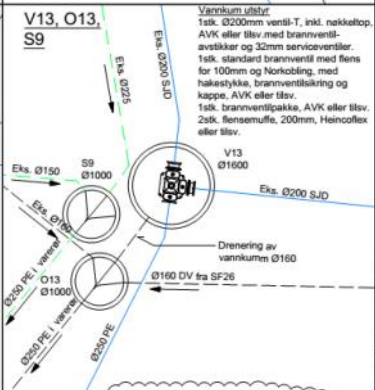 V13, O13,
S9
Vannkum utstyr
1stk. Ø200mm ventil-T, inkl. nøkkeltop,
AVK eller tilsv.med brannventil-
avstikker og 32mm serviceventiler.
1stk. standard brannventil med flens
for 100mm og Norkobling, med
hakestykke, brannventilsikring og
kappe, AVK eller tilsv.
1stk. brannventilpakke, AVK eller tilsv.
2stk. flensemuffe, 200mm, Heincoflex
eller tilsv.
Eks. Ø200 SJD
Eks. Ø225
V13
Ø1600
S9
Ø1000
Eks. Ø150
Eks. Ø200 SJD
Eks. Ø160
Drenering av
vannkum Ø160
Ø250 PE i varerør
O13
Ø1000
Ø160 DV fra SF26
Ø250 PE i varerør
Ø250 PE